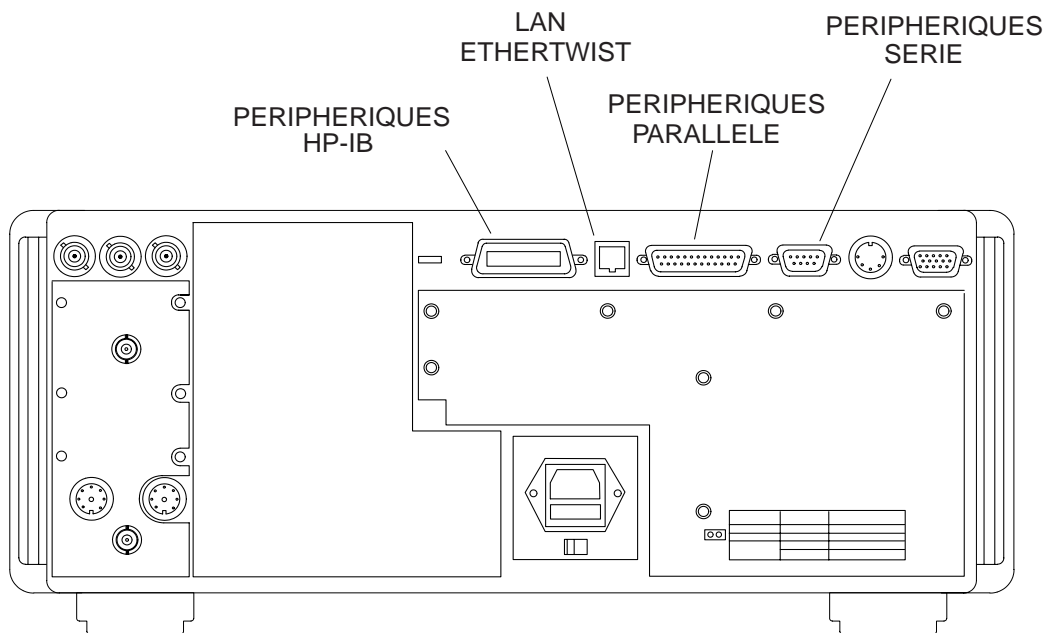 LAN
ETHERTWIST
PERIPHERIQUES
SERIE
PERIPHERIQUES
HP-IB
PERIPHERIQUES
PARALLELE